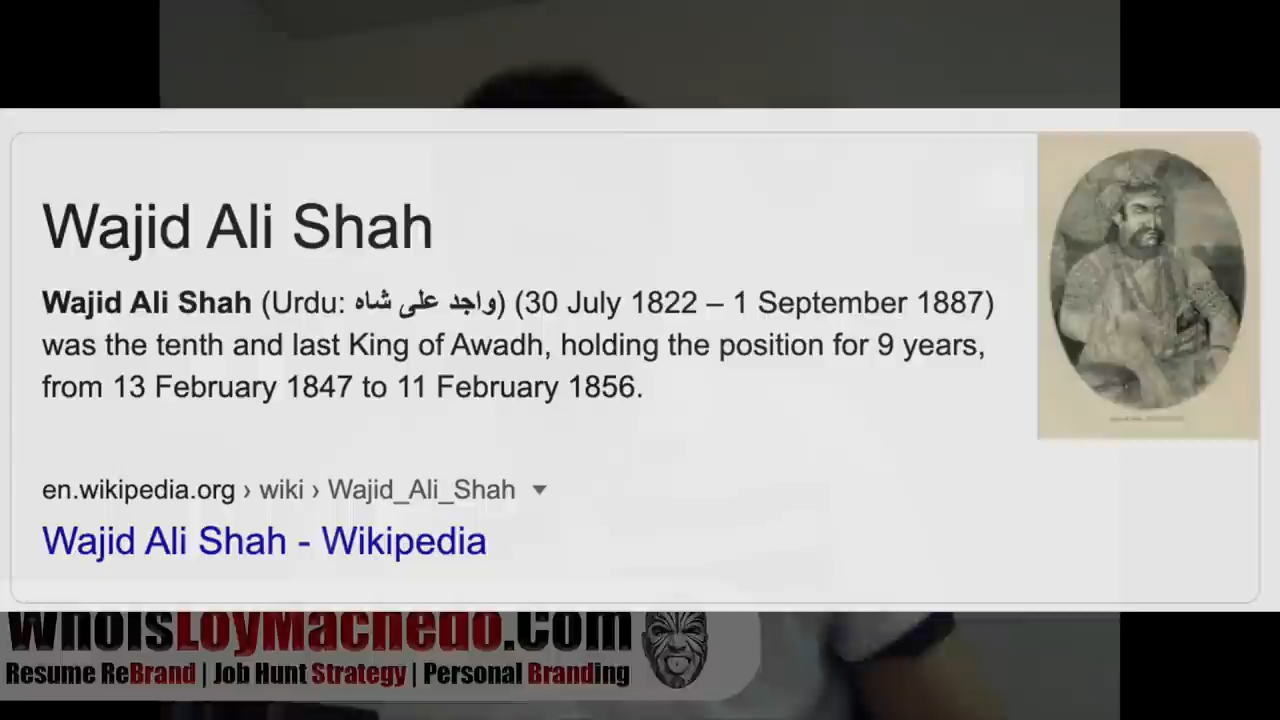 Wajid Ali Shah
Wajid Ali Shah (Urdu: واجد علی شاہ) (30 July 1822 – 1 September 1887)
was the tenth and last King of Awadh, holding the position for 9 years,
from 13 February 1847 to 11 February 1856.
en.wikipedia.org › wiki › Wajid_Ali_Shah
Wajid Ali Shah - Wikipedia
WhoIsLoyMachedo.Com
Resume ReBrand | Job Hunt Strategy | Personal Branding